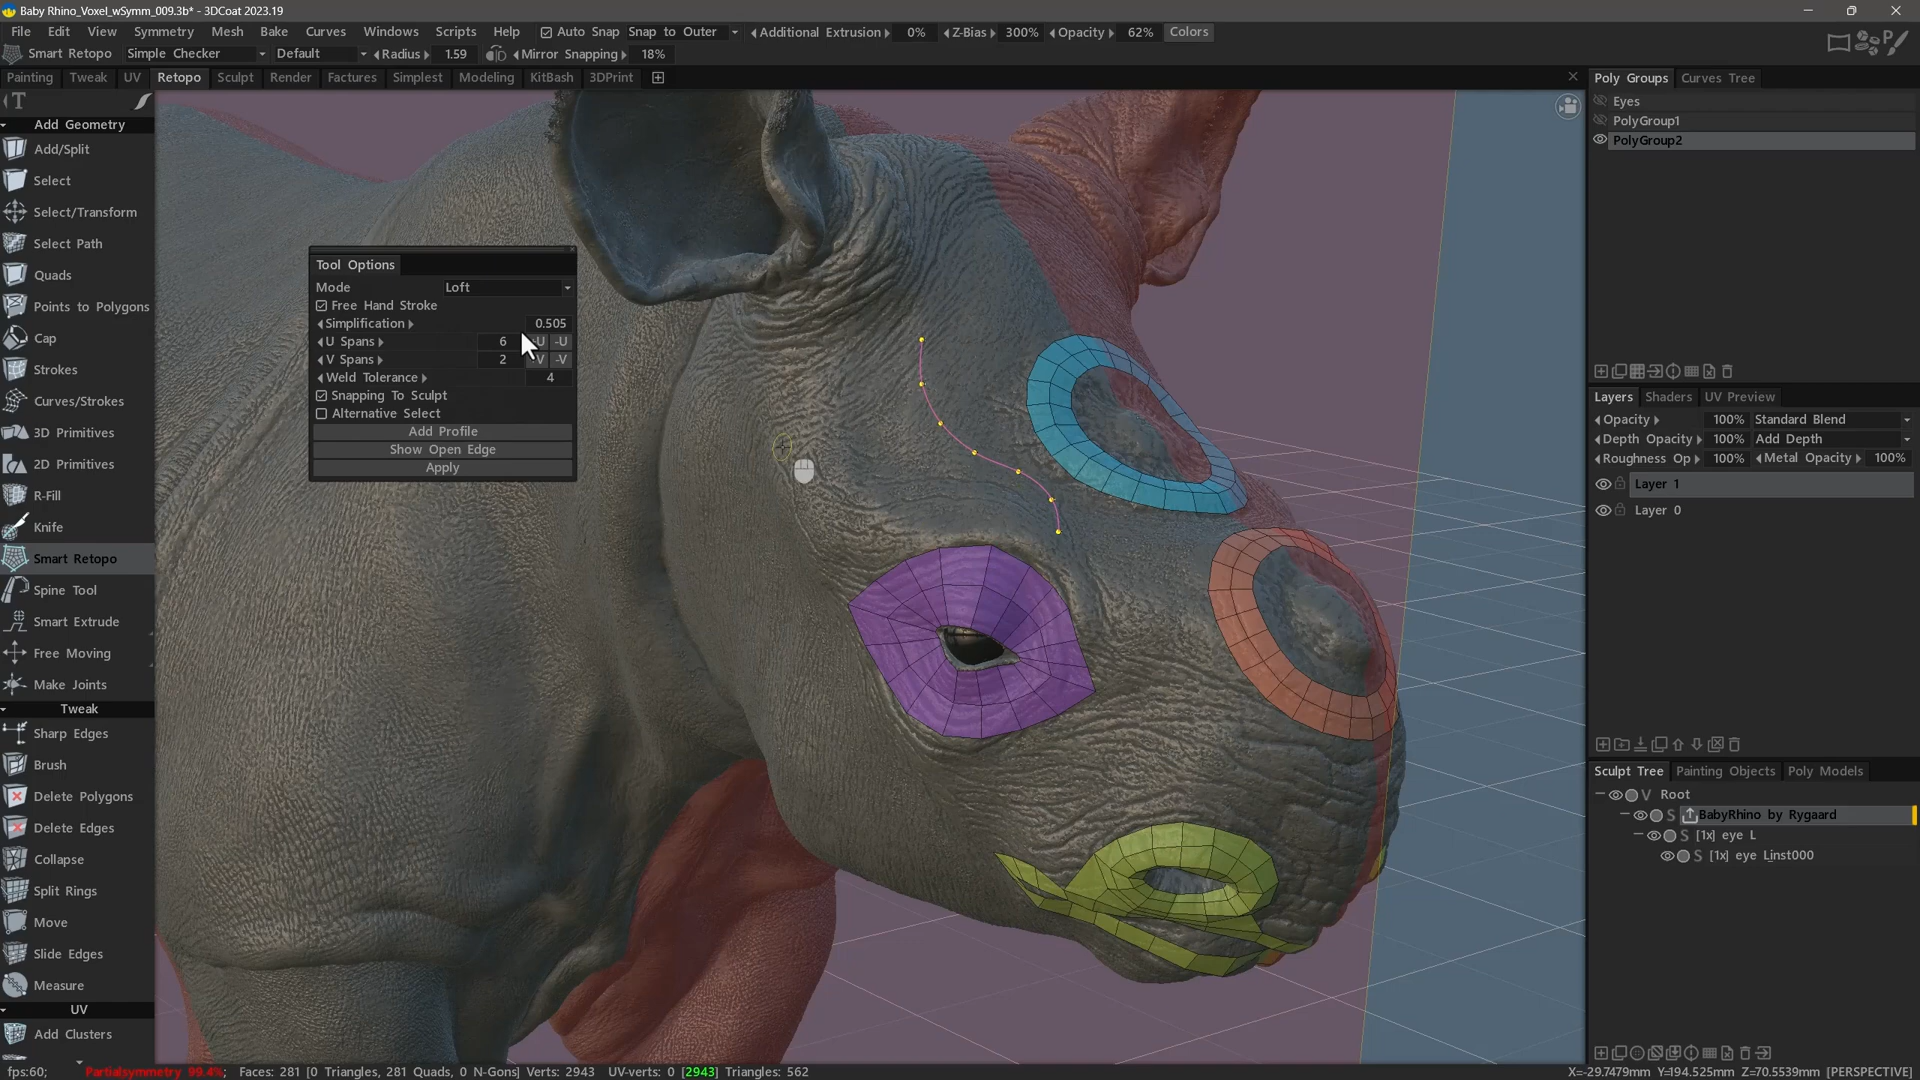 Baby Rhino_Voxel_wSymm_009.3b* - 3DCoat 2023.19
File Edit View Symmetry Mesh Bake Curves Windows Scripts Help Auto Snap Snap to Outer Additional Extrusion 0% Z-Bias 300% Opacity 62% Colors
Smart Retopo Simple Checker Default Radius 1.59 Mirror Snapping 18%
Painting Tweak UV Retopo Sculpt Render Factures Simplest Modeling KitBash 3DPrint
T
Add Geometry
Add/Split
Select
Select/Transform
Select Path
Quads
Points to Polygons
Cap
Strokes
Curves/Strokes
3D Primitives
2D Primitives
R-Fill
Knife
Smart Retopo
Spine Tool
Smart Extrude
Free Moving
Make Joints
Tweak
Sharp Edges
Brush
Delete Polygons
Delete Edges
Collapse
Split Rings
Move
Slide Edges
Measure
UV
Add Clusters
Tool Options
Mode Loft
Free Hand Stroke
Simplification 0.505
U Spans 6 -U
V Spans 2 -V
Weld Tolerance 4
Snapping To Sculpt
Alternative Select
Add Profile
Show Open Edge
Apply
Poly Groups Curves Tree
Eyes
PolyGroup1
PolyGroup2
Layers Shaders UV Preview
Opacity 100% Standard Blend
Depth Opacity 100% Add Depth
Roughness Op 100% Metal Opacity 100%
Layer 1
Layer 0
Sculpt Tree Painting Objects Poly Models
V Root
S BabyRhino by Rygaard
S [1x] eye L
S [1x] eye L_inst000
fps:60; Partialsymmetry 99.4%; Faces: 281 [0 Triangles, 281 Quads, 0 N-Gons] Verts: 2943 UV-verts: 0 [2943] Triangles: 562
X=-29.7479mm Y=194.525mm Z=70.5539mm [PERSPECTIVE]